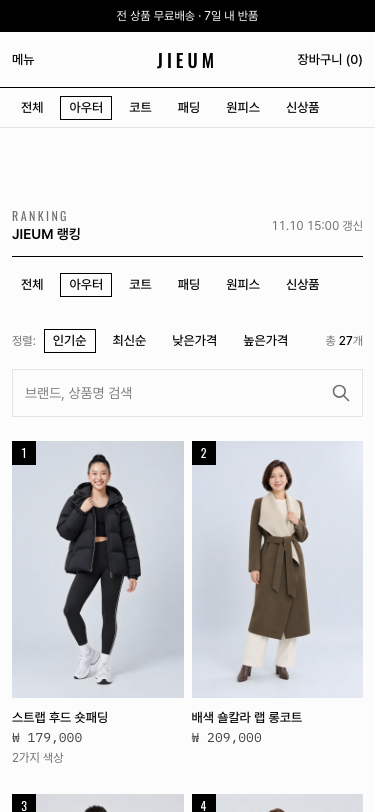 전 상품 무료배송 · 7일 내 반품
메뉴
JIEUM
장바구니 (0)
전체 아우터 코트 패딩 원피스 신상품
RANKING
JIEUM 랭킹
11.10 15:00 갱신
전체 아우터 코트 패딩 원피스 신상품
정렬: 인기순 최신순 낮은가격 높은가격 총 27개
브랜드, 상품명 검색
1
2
스트랩 후드 숏패딩
₩ 179,000
2가지 색상
배색 숄칼라 랩 롱코트
₩ 209,000
3
4